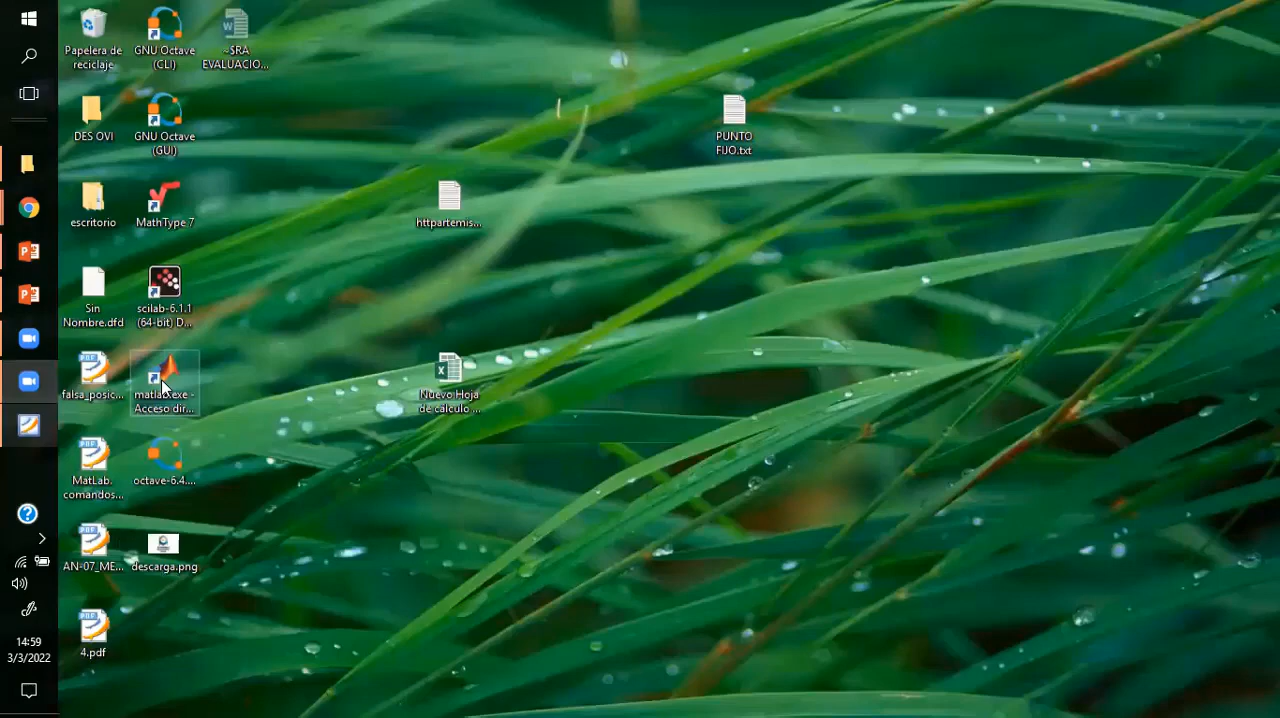 Papelera de
reciclaje
GNU Octave
(CLI)
~$RA
EVALUACIO...
DES OVI
GNU Octave
(GUI)
PUNTO
FIJO.txt
escritorio
MathType 7
httpartemis...
Sin
Nombre.dfd
scilab-6.1.1
(64-bit) D...
falsa_posic...
matlab.exe -
Acceso dir...
Nuevo Hoja
de calculo ...
MatLab.
comandos...
octave-6.4....
AN-07_ME...
descarga.png
4.pdf
14:59
3/3/2022